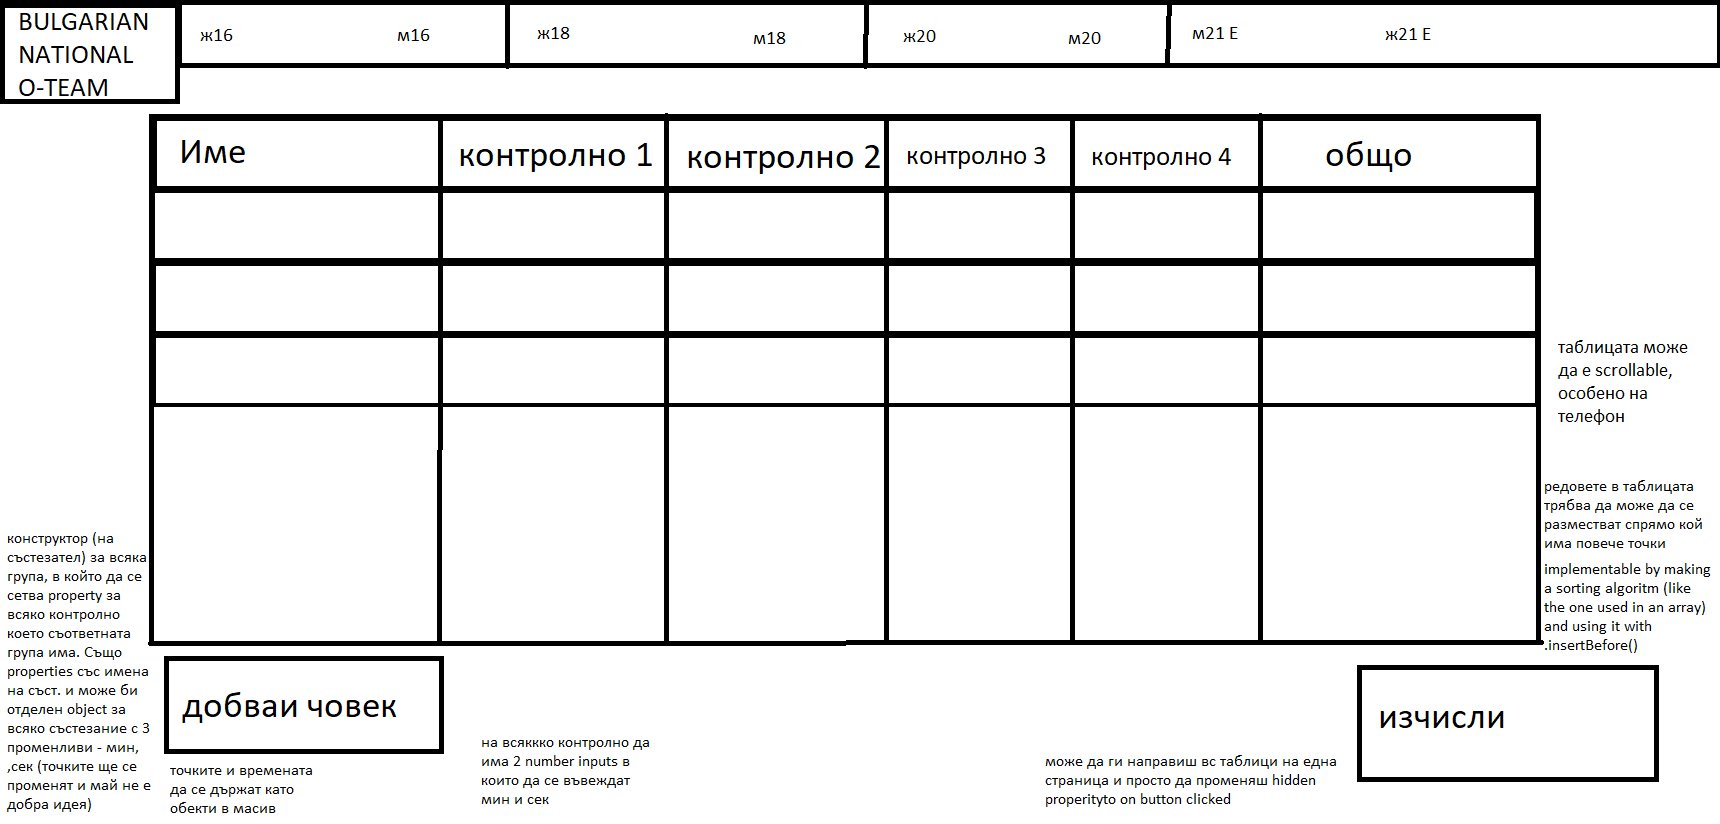 BULGARIAN
NATIONAL
O-TEAM
ж16
м16
ж18
м18
ж20
м20
м21 Е
ж21 Е
Име
контролно 1
контролно 2
контролно 3
контролно 4
общо
таблицата може
да е scrollable,
особено на
телефон
редовете в таблицата
трябва да може да се
разместват спрямо кой
има повече точки
implementable by making
a sorting algoritm (like
the one used in an array)
and using it with
.insertBefore()
конструктор (на
състезател) за всяка
група, в който да се
сетва property за
всяко контролно
което съответната
група има. Също
properties със имена
на със. и може би
отделен object за
всяко състезание с 3
променливи - мин,
,сек (точките ще се
променят и май не е
добра идея)
добваи човек
точките и времената
да се държат като
обекти в масив
на всяккко контролно да
има 2 number inputs в
които да се въвеждат
мин и сек
може да ги направиш вс таблици на една
страница и просто да променяш hidden
properityto on button clicked
изчисли